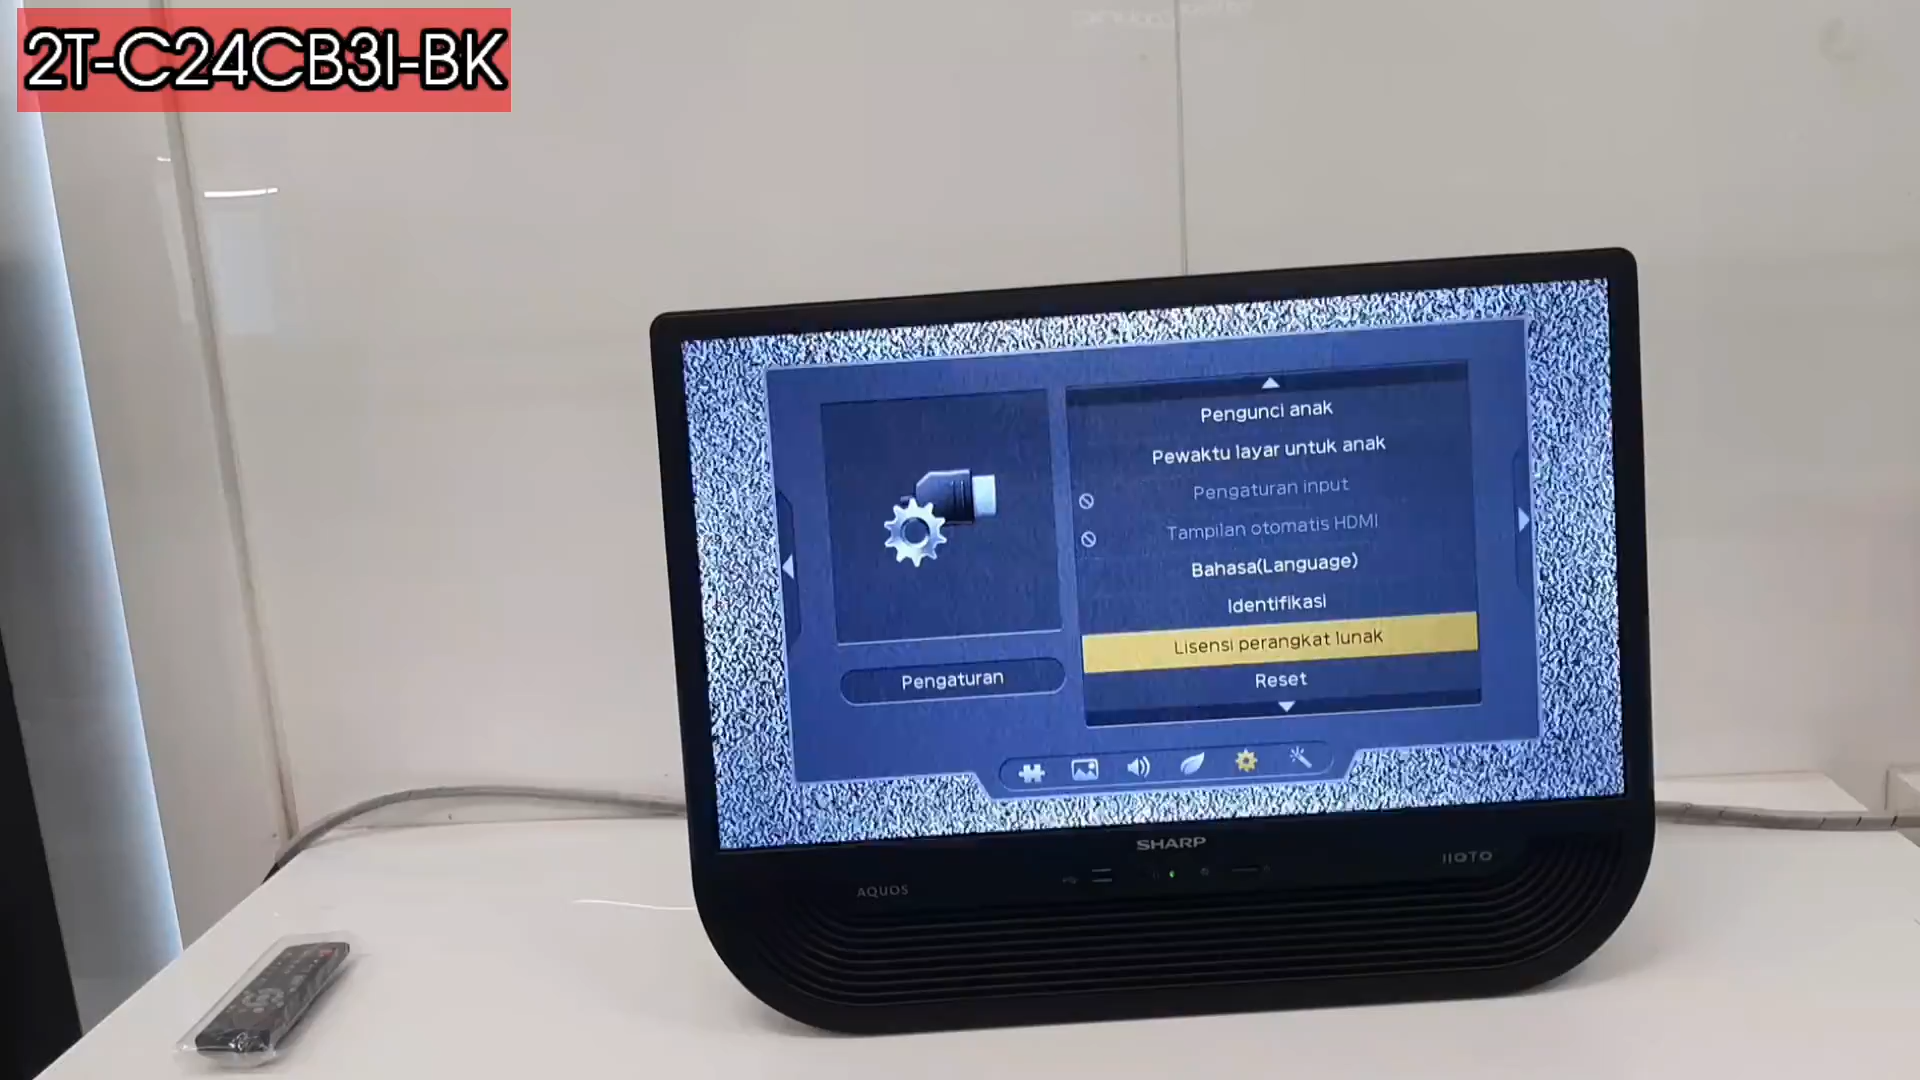 2T-C24CB3I-BK
Pengunci anak
Pewaktu layar untuk anak
Pengaturan input
Tampilan otomatis HDMI
Bahasa(Language)
Identifikasi
Lisensi perangkat lunak
Reset
Pengaturan
SHARP
AQUOS
IIOTO